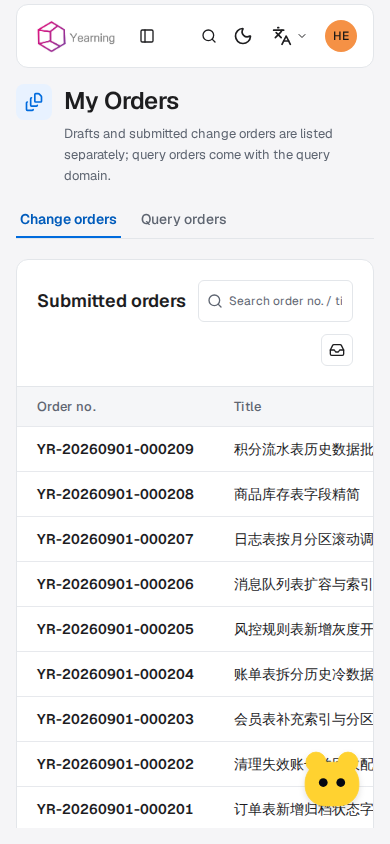 Yearning
HE
My Orders
Drafts and submitted change orders are listed
separately; query orders come with the query
domain.
Change orders
Query orders
Submitted orders
Search order no. / ti
Order no.
Title
YR-20260901-000209
积分流水表历史数据批
YR-20260901-000208
商品库存表字段精简
YR-20260901-000207
日志表按月分区滚动调
YR-20260901-000206
消息队列表扩容与索引
YR-20260901-000205
风控规则表新增灰度开
YR-20260901-000204
账单表拆分历史冷数据
YR-20260901-000203
会员表补充索引与分区
YR-20260901-000202
清理失效账
配
YR-20260901-000201
订单表新增归档状态字